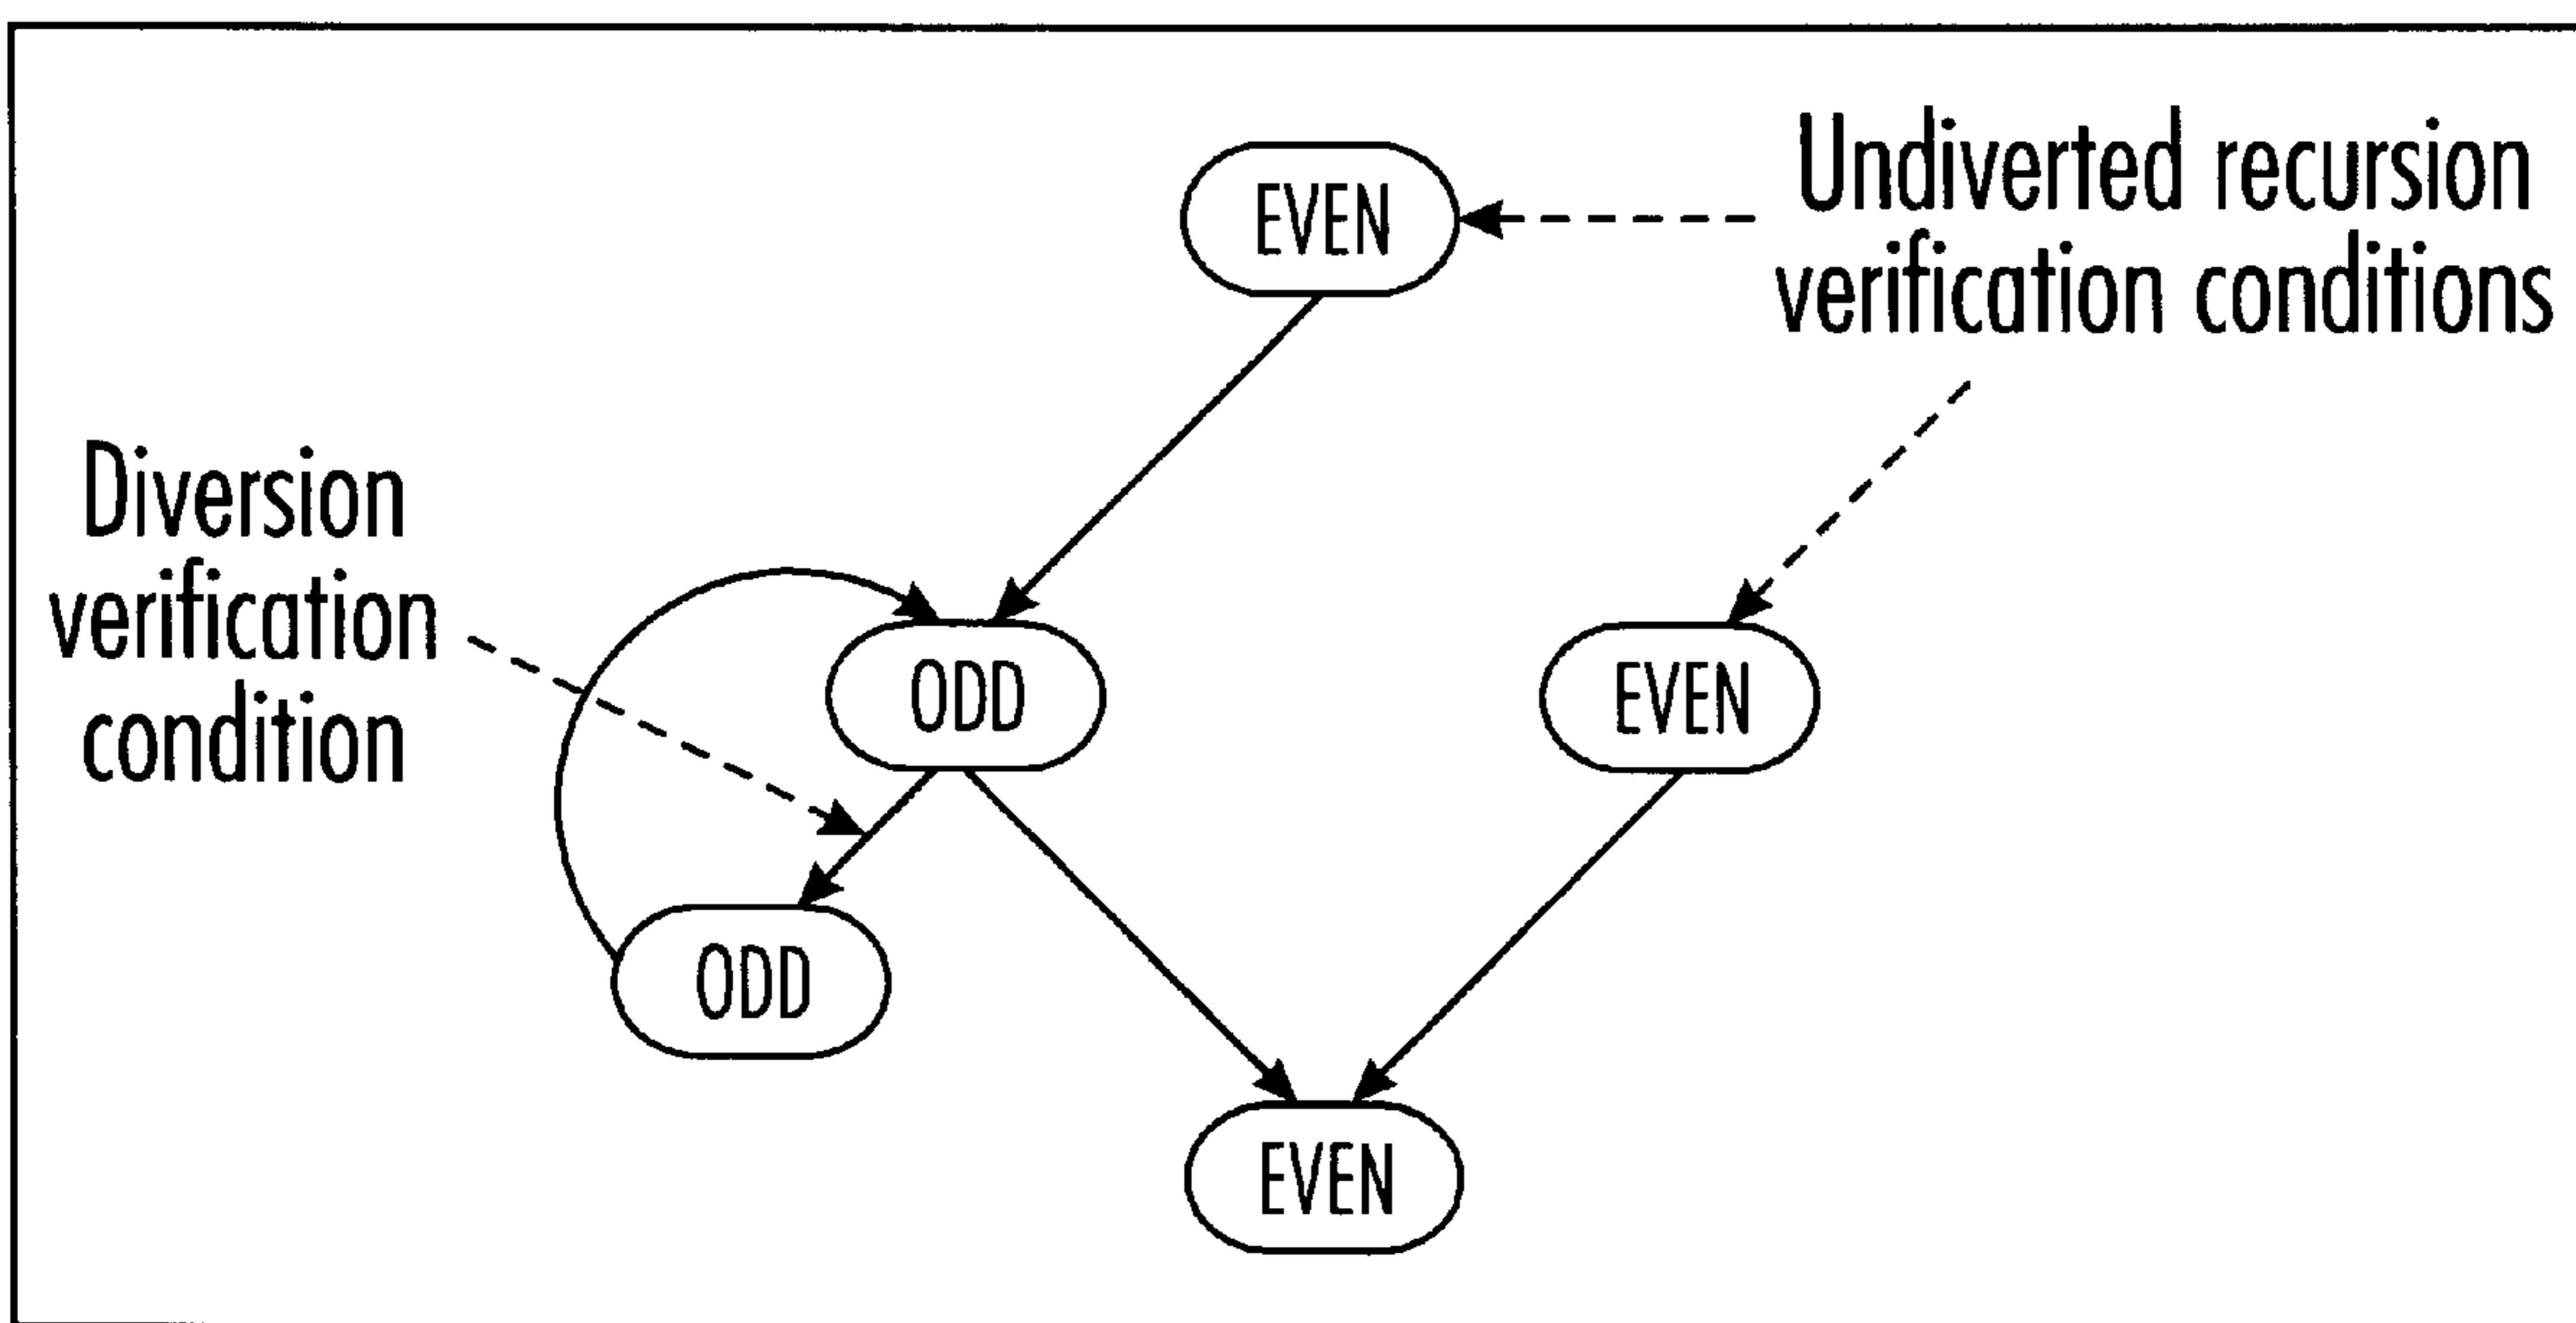 EVEN
Undiverted recursion
verification conditions
Diversion
verification
condition
ODD
EVEN
ODD
EVEN